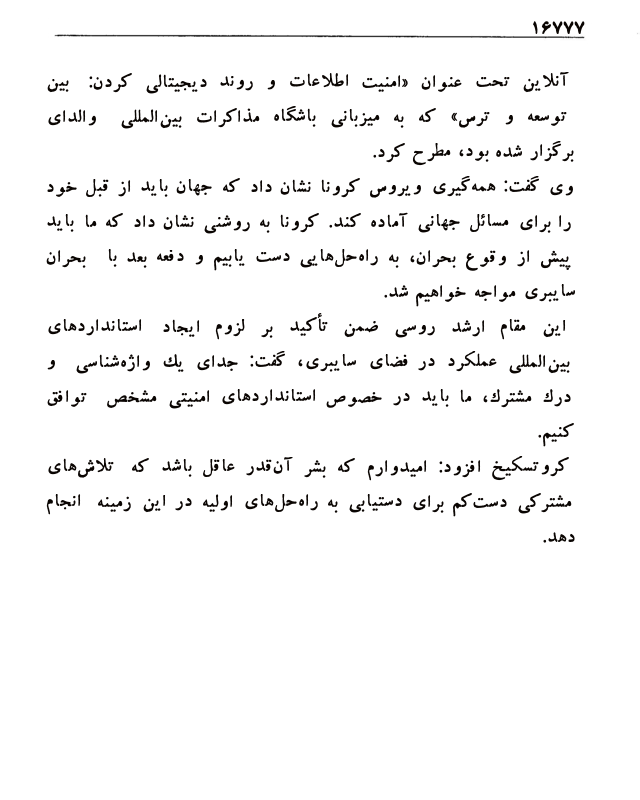 ۱۶۷۷۷
آنلاین تحت عنوان «امنیت اطلاعات و روند دیجیتالی کردن: بین
توسعه و ترس» که به میزبانی باشگاه مذاکرات بین‌المللی والدای
برگزار شده بود، مطرح کرد.
وی گفت: همه‌گیری ویروس کرونا نشان داد که جهان باید از قبل خود
را برای مسائل جهانی آماده کند. کرونا به روشنی نشان داد که ما باید
پیش از وقوع بحران، به راه‌حل‌هایی دست یابیم و دفعه بعد با بحران
سایبری مواجه خواهیم شد.
این مقام ارشد روسی ضمن تأکید بر لزوم ایجاد استانداردهای
بین‌المللی عملکرد در فضای سایبری، گفت: جدای یك واژه‌شناسی و
درك مشترك، ما باید در خصوص استانداردهای امنیتی مشخص توافق
کنیم.
کروتسکیخ افزود: امیدوارم که بشر آن‌قدر عاقل باشد که تلاش‌های
مشترکی دست‌کم برای دستیابی به راه‌حل‌های اولیه در این زمینه انجام
دهد.